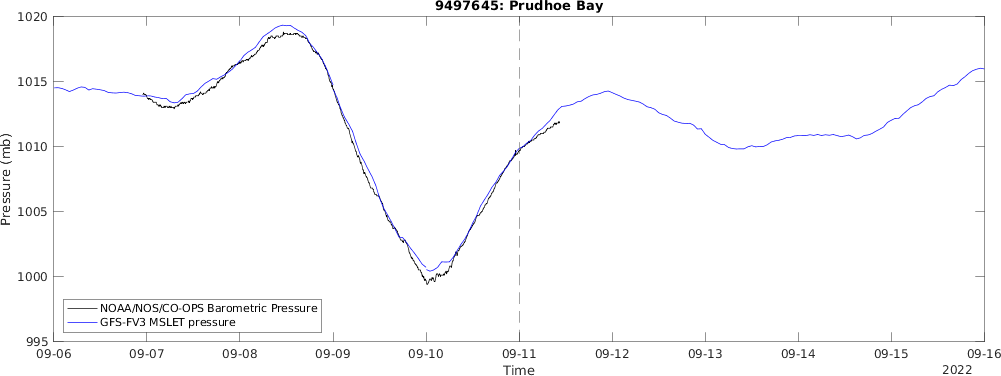 9497645: Prudhoe Bay
Pressure (mb)
1020
1015
1010
1005
1000
995
NOAA/NOS/CO-OPS Barometric Pressure
GFS-FV3 MSLET pressure
09-06 09-07 09-08 09-09 09-10 09-11 09-12 09-13 09-14 09-15 09-16
Time
2022